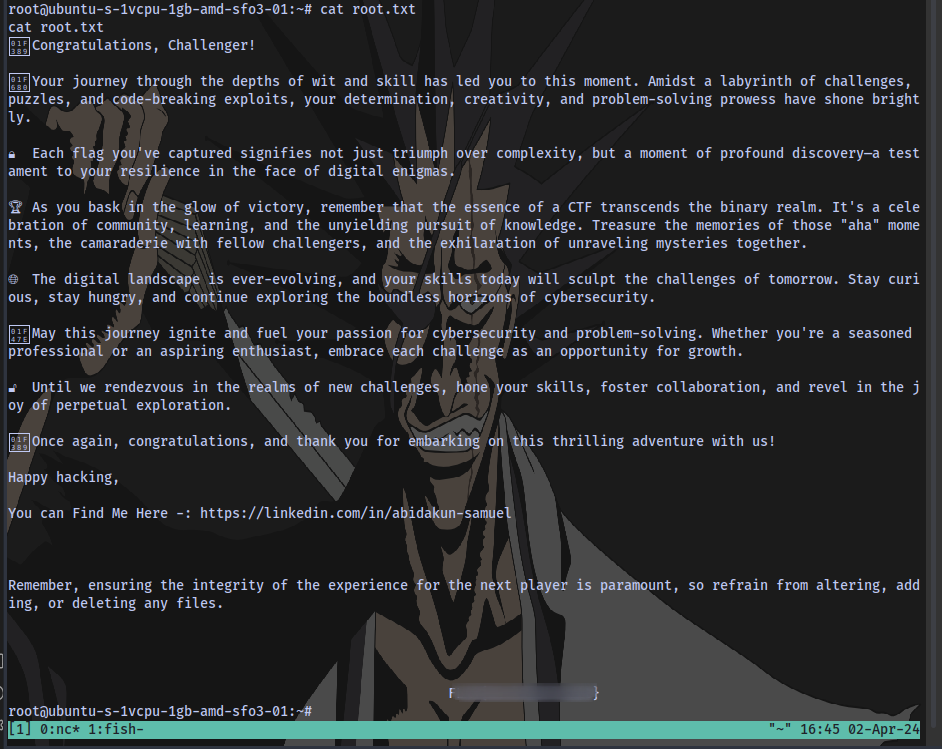 root@ubuntu-s-1vcpu-1gb-amd-sfo3-01:~# cat root.txt
cat root.txt
🎉Congratulations, Challenger!
🚀Your journey through the depths of wit and skill has led you to this moment. Amidst a labyrinth of challenges,
puzzles, and code-breaking exploits, your determination, creativity, and problem-solving prowess have shone bright
ly.
🔒 Each flag you've captured signifies not just triumph over complexity, but a moment of profound discovery—a test
ament to your resilience in the face of digital enigmas.
🏆 As you bask in the glow of victory, remember that the essence of a CTF transcends the binary realm. It's a cele
bration of community, learning, and the unyielding pursuit of knowledge. Treasure the memories of those "aha" mome
nts, the camaraderie with fellow challengers, and the exhilaration of unraveling mysteries together.
🌐 The digital landscape is ever-evolving, and your skills today will sculpt the challenges of tomorrow. Stay curi
ous, stay hungry, and continue exploring the boundless horizons of cybersecurity.
👾May this journey ignite and fuel your passion for cybersecurity and problem-solving. Whether you're a seasoned
professional or an aspiring enthusiast, embrace each challenge as an opportunity for growth.
🔓 Until we rendezvous in the realms of new challenges, hone your skills, foster collaboration, and revel in the j
oy of perpetual exploration.
🎉Once again, congratulations, and thank you for embarking on this thrilling adventure with us!
Happy hacking,
You can Find Me Here -: https://linkedin.com/in/abidakun-samuel
Remember, ensuring the integrity of the experience for the next player is paramount, so refrain from altering, add
ing, or deleting any files.
}
root@ubuntu-s-1vcpu-1gb-amd-sfo3-01:~#
[1] 0:nc* 1:fish- "~" 16:45 02-Apr-24